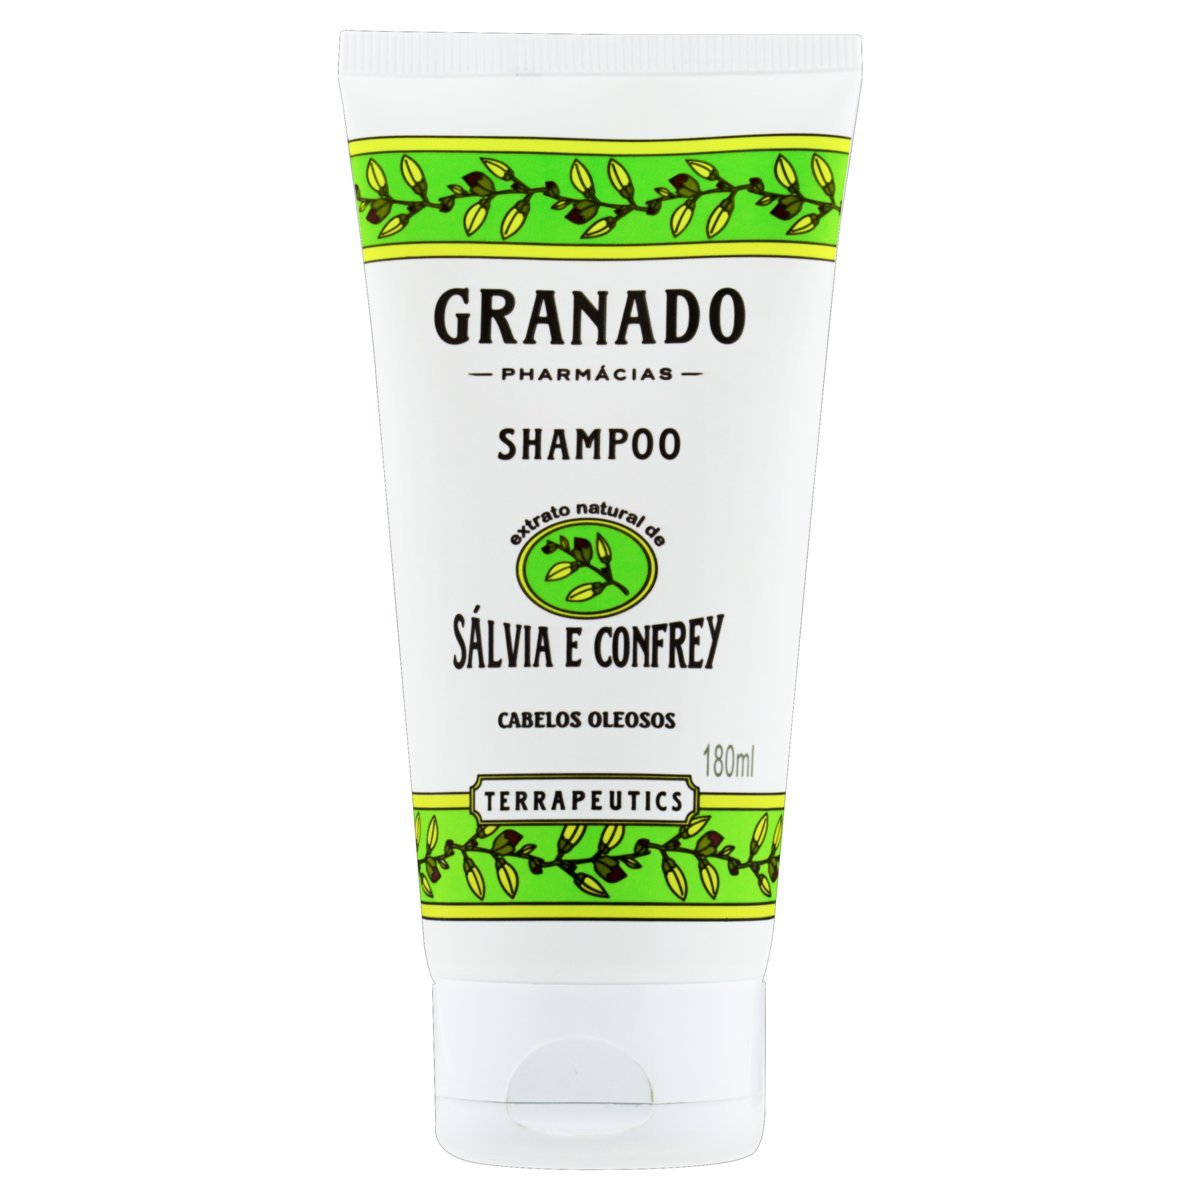 GRANADO
— PHARMÁCIAS —
SHAMPOO
extrato natural de
SÁLVIA E CONFREY
CABELOS OLEOSOS
180ml
TERRAPEUTICS